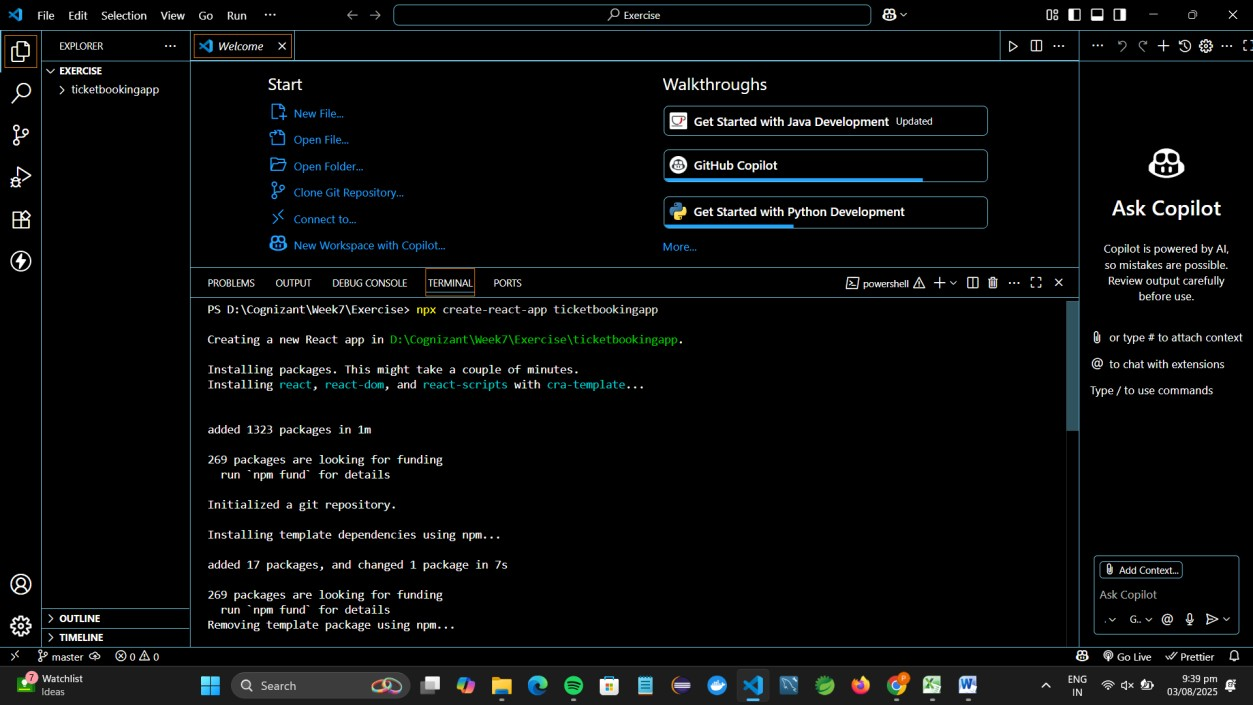 File Edit Selection View Go Run ···
Exercise
EXPLORER ···
EXERCISE
ticketbookingapp
OUTLINE
TIMELINE
Welcome
Start
New File...
Open File...
Open Folder...
Clone Git Repository...
Connect to...
New Workspace with Copilot...
Walkthroughs
Get Started with Java Development Updated
GitHub Copilot
Get Started with Python Development
More...
PROBLEMS OUTPUT DEBUG CONSOLE TERMINAL PORTS
powershell
PS D:\Cognizant\Week7\Exercise> npx create-react-app ticketbookingapp
Creating a new React app in D:\Cognizant\Week7\Exercise\ticketbookingapp.
Installing packages. This might take a couple of minutes.
Installing react, react-dom, and react-scripts with cra-template...
added 1323 packages in 1m
269 packages are looking for funding
run `npm fund` for details
Initialized a git repository.
Installing template dependencies using npm...
added 17 packages, and changed 1 package in 7s
269 packages are looking for funding
run `npm fund` for details
Removing template package using npm...
Ask Copilot
Copilot is powered by AI,
so mistakes are possible.
Review output carefully
before use.
or type # to attach context
@ to chat with extensions
Type / to use commands
Add Context...
Ask Copilot
. G.. @
master 0 0
Go Live Prettier
7
Watchlist
Ideas
Search
ENG
IN
9:39 pm
03/08/2025